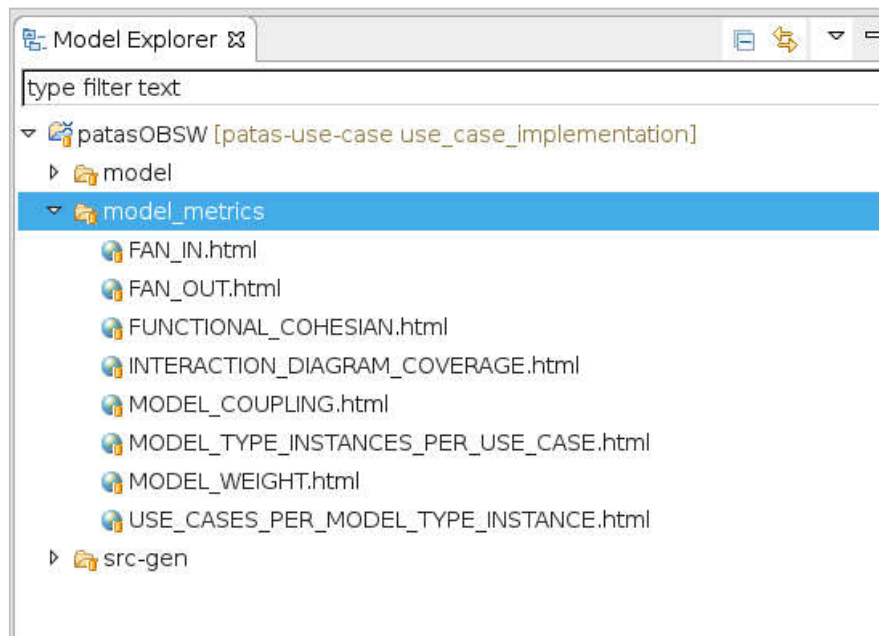 Model Explorer
type filter text
patasOBSW [patas-use-case use_case_implementation]
model
model_metrics
FAN_IN.html
FAN_OUT.html
FUNCTIONAL_COHESIAN.html
INTERACTION_DIAGRAM_COVERAGE.html
MODEL_COUPLING.html
MODEL_TYPE_INSTANCES_PER_USE_CASE.html
MODEL_WEIGHT.html
USE_CASES_PER_MODEL_TYPE_INSTANCE.html
src-gen